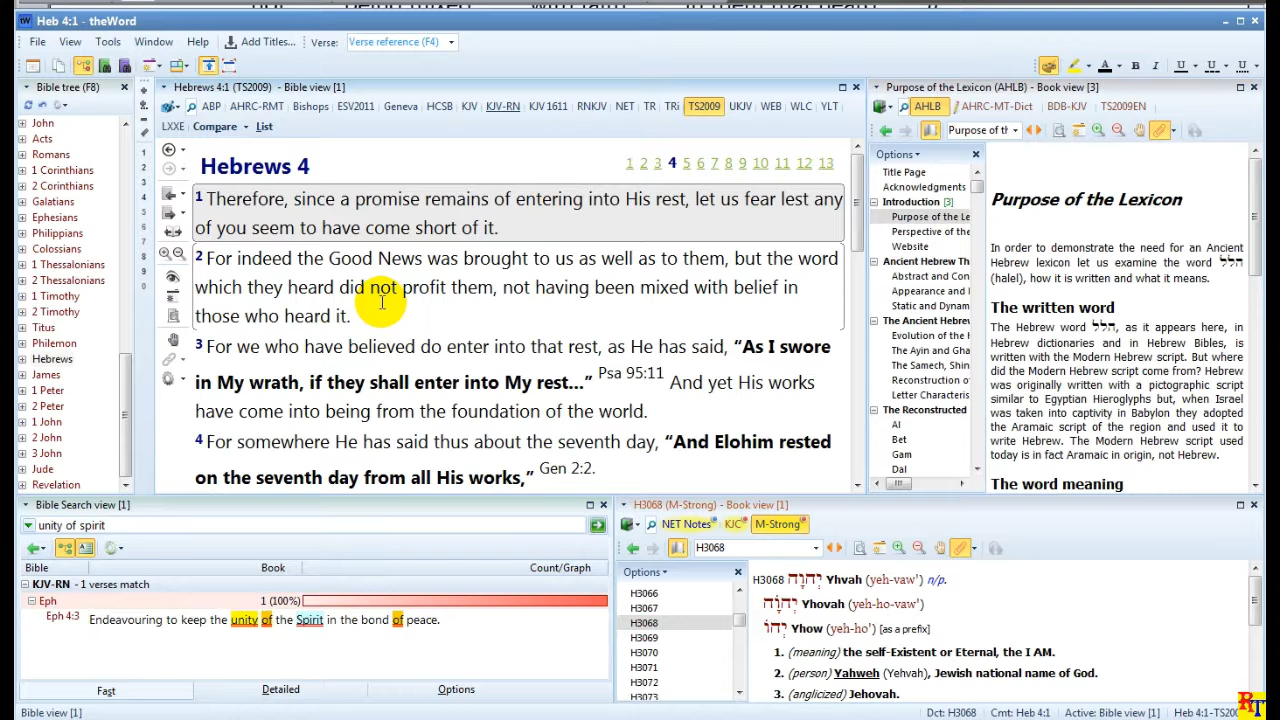 Heb 4:1 - theWord
File View Tools Window Help Add Titles... Verse: Verse reference (F4)
Bible tree (F8)
John
Acts
Romans
1 Corinthians
2 Corinthians
Galatians
Ephesians
Philippians
Colossians
1 Thessalonians
2 Thessalonians
1 Timothy
2 Timothy
Titus
Philemon
Hebrews
James
1 Peter
2 Peter
1 John
2 John
3 John
Jude
Revelation
Hebrews 4:1 (TS2009) - Bible view [1]
ABP AHRC-RMT Bishops ESV2011 Geneva HCSB KJV KJV-RN KJV1611 RNKJV NET TR TRi TS2009 UKJV WEB WLC YLT
LXXE Compare List
1
2
3
4
5
6
7
8
9
0
Hebrews 4
1 2 3 4 5 6 7 8 9 10 11 12 13
1 Therefore, since a promise remains of entering into His rest, let us fear lest any
of you seem to have come short of it.
2 For indeed the Good News was brought to us as well as to them, but the word
which they heard did not profit them, not having been mixed with belief in
those who heard it.
3 For we who have believed do enter into that rest, as He has said, “As I swore
in My wrath, if they shall enter into My rest...” Psa 95:11 And yet His works
have come into being from the foundation of the world.
4 For somewhere He has said thus about the seventh day, “And Elohim rested
on the seventh day from all His works,” Gen 2:2.
Purpose of the Lexicon (AHLB) - Book view [3]
AHLB AHRC-MT-Dict BDB-KJV TS2009EN
Purpose of th
Options
Title Page
Acknowledgments
Introduction [3]
Purpose of the Le
Perspective of the
Website
Ancient Hebrew Th
Abstract and Con
Appearance and
Static and Dynam
The Ancient Hebrew
Evolution of the
The Ayin and Gha
The Samech, Shin
Reconstruction of
Letter Characteri
The Reconstructed
Al
Bet
Gam
Dal
Purpose of the Lexicon
In order to demonstrate the need for an Ancient
Hebrew lexicon let us examine the word הלל
(halel), how it is written and what it means.
The written word
The Hebrew word הלל, as it appears here, in
Hebrew dictionaries and in Hebrew Bibles, is
written with the Modern Hebrew script. But where
did the Modern Hebrew script come from? Hebrew
was originally written with a pictographic script
similar to Egyptian Hieroglyphs but, when Israel
was taken into captivity in Babylon they adopted
the Aramaic script of the region and used it to
write Hebrew. The Modern Hebrew script used
today is in fact Aramaic in origin, not Hebrew.
The word meaning
Bible Search view [1]
unity of spirit
Bible Book Count/Graph
KJV-RN - 1 verses match
Eph 1 (100%)
Eph 4:3 Endeavouring to keep the unity of the Spirit in the bond of peace.
Fast Detailed Options
H3068 (M-Strong) - Book view [1]
NET Notes KJC M-Strong
H3068
Options
H3066
H3067
H3068
H3069
H3070
H3071
H3072
H3073
H3068 יְהוָה Yhvah (yeh-vaw') n/p.
יְהוָֹה Yhovah (yeh-ho-vaw')
יְהוֹ Yhow (yeh-ho') [as a prefix]
1. (meaning) the self-Existent or Eternal, the I AM.
2. (person) Yahweh (Yehvah), Jewish national name of God.
3. (anglicized) Jehovah.
Bible view [1] Dct: H3068 Cmt: Heb 4:1 Active: Bible view [1] Heb 4:1-TS200
RT